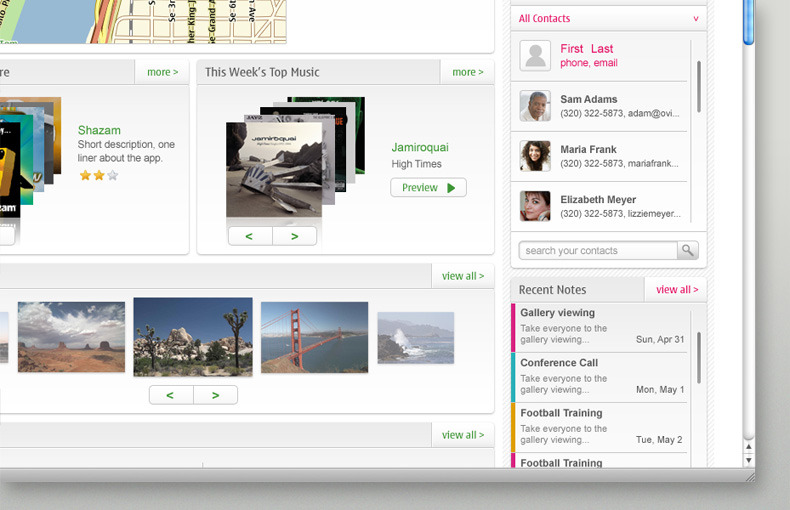 All Contacts v
First Last
phone, email
Sam Adams
(320) 322-5873, adam@ovi...
Maria Frank
(320) 322-5873, mariafrank...
Elizabeth Meyer
(320) 322-5873, lizziemeyer...
search your contacts
re
more >
Shazam
Short description, one
liner about the app.
This Week's Top Music
more >
Jamiroquai
Jamiroquai
High Times
Preview
< >
view all >
< >
view all >
Recent Notes
view all >
Gallery viewing
Take everyone to the
gallery viewing...
Sun, Apr 31
Conference Call
Take everyone to the
gallery viewing...
Mon, May 1
Football Training
Take everyone to the
gallery viewing...
Tue, May 2
Football Training